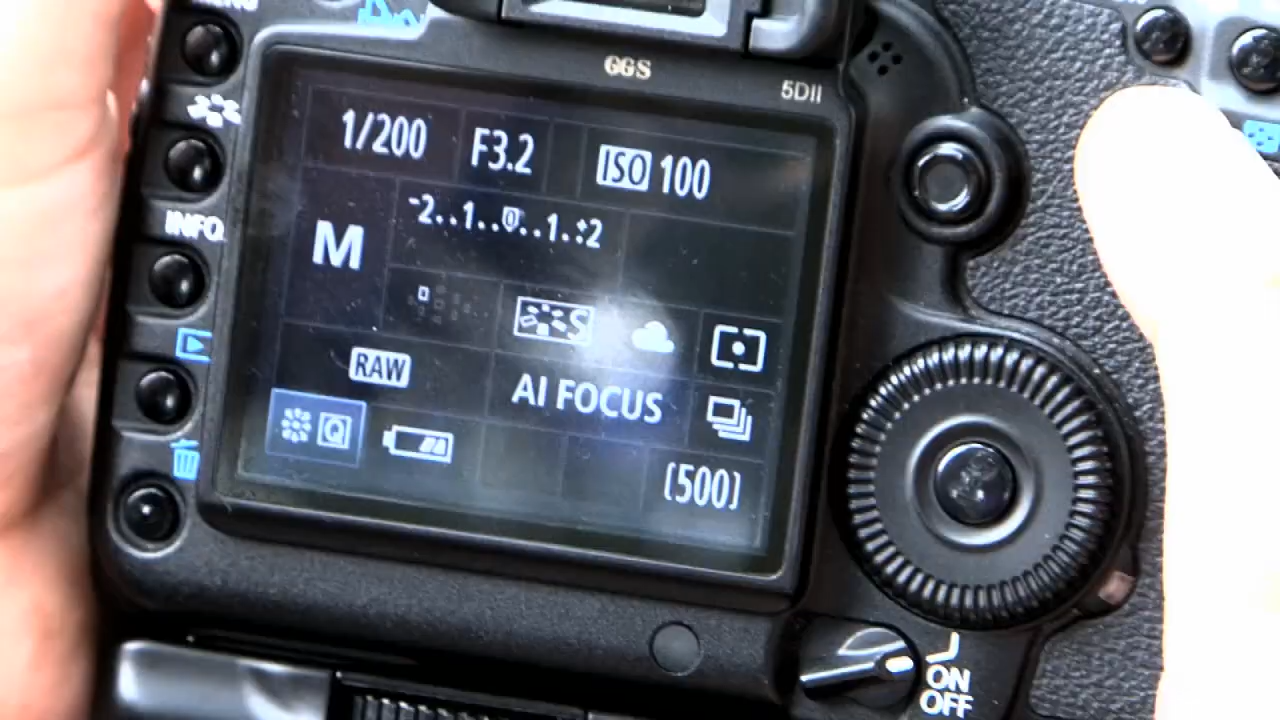 MENU
GGS
5DII
1/200 F3.2 ISO 100
INFO.
M
-2..1..0..1..+2
S
RAW
AI FOCUS
Q
[500]
ON
OFF